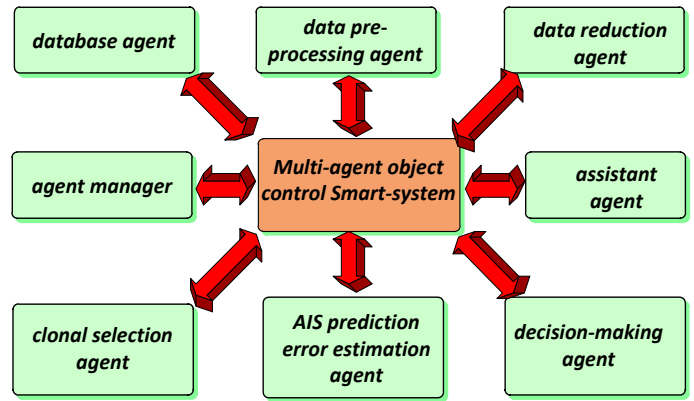 database agent
data pre-
processing agent
data reduction
agent
agent manager
Multi-agent object
control Smart-system
assistant
agent
clonal selection
agent
AIS prediction
error estimation
agent
decision-making
agent